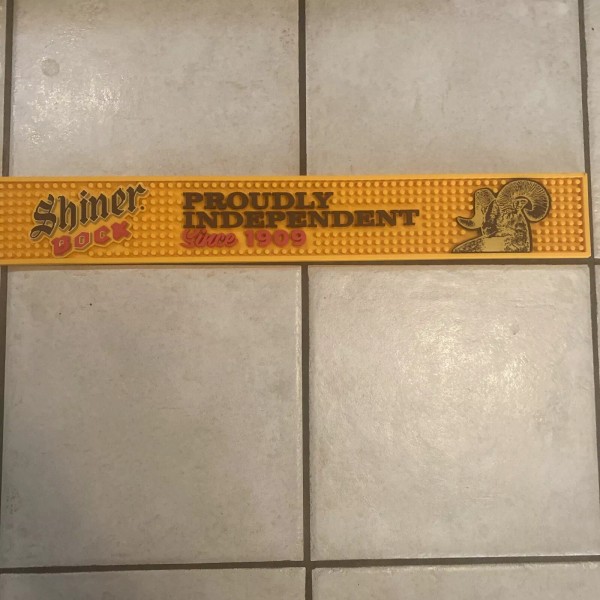 Shiner
BOCK
PROUDLY
INDEPENDENT
Since 1909